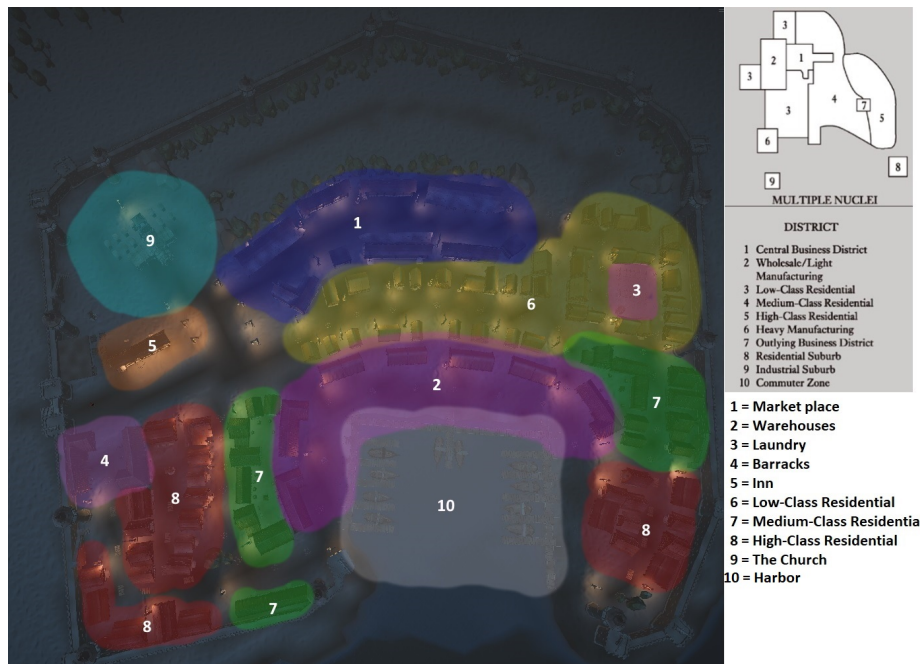 1
9
6
3
5
2
7
4
8
7
10
8
8
7
3
2
1
3
3
4
7
5
6
8
9
MULTIPLE NUCLEI
DISTRICT
1 Central Business District
2 Wholesale/Light
Manufacturing
3 Low-Class Residential
4 Medium-Class Residential
5 High-Class Residential
6 Heavy Manufacturing
7 Outlying Business District
8 Residential Suburb
9 Industrial Suburb
10 Commuter Zone
1 = Market place
2 = Warehouses
3 = Laundry
4 = Barracks
5 = Inn
6 = Low-Class Residential
7 = Medium-Class Residentia
8 = High-Class Residential
9 = The Church
10 = Harbor